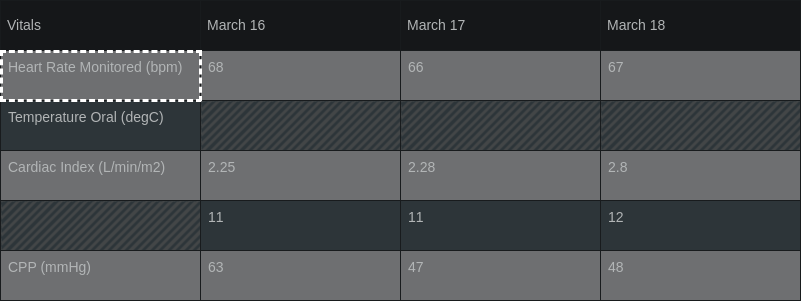 Vitals March 16 March 17 March 18
Heart Rate Monitored (bpm) 68 66 67
Temperature Oral (degC)
Cardiac Index (L/min/m2) 2.25 2.28 2.8
11 11 12
CPP (mmHg) 63 47 48